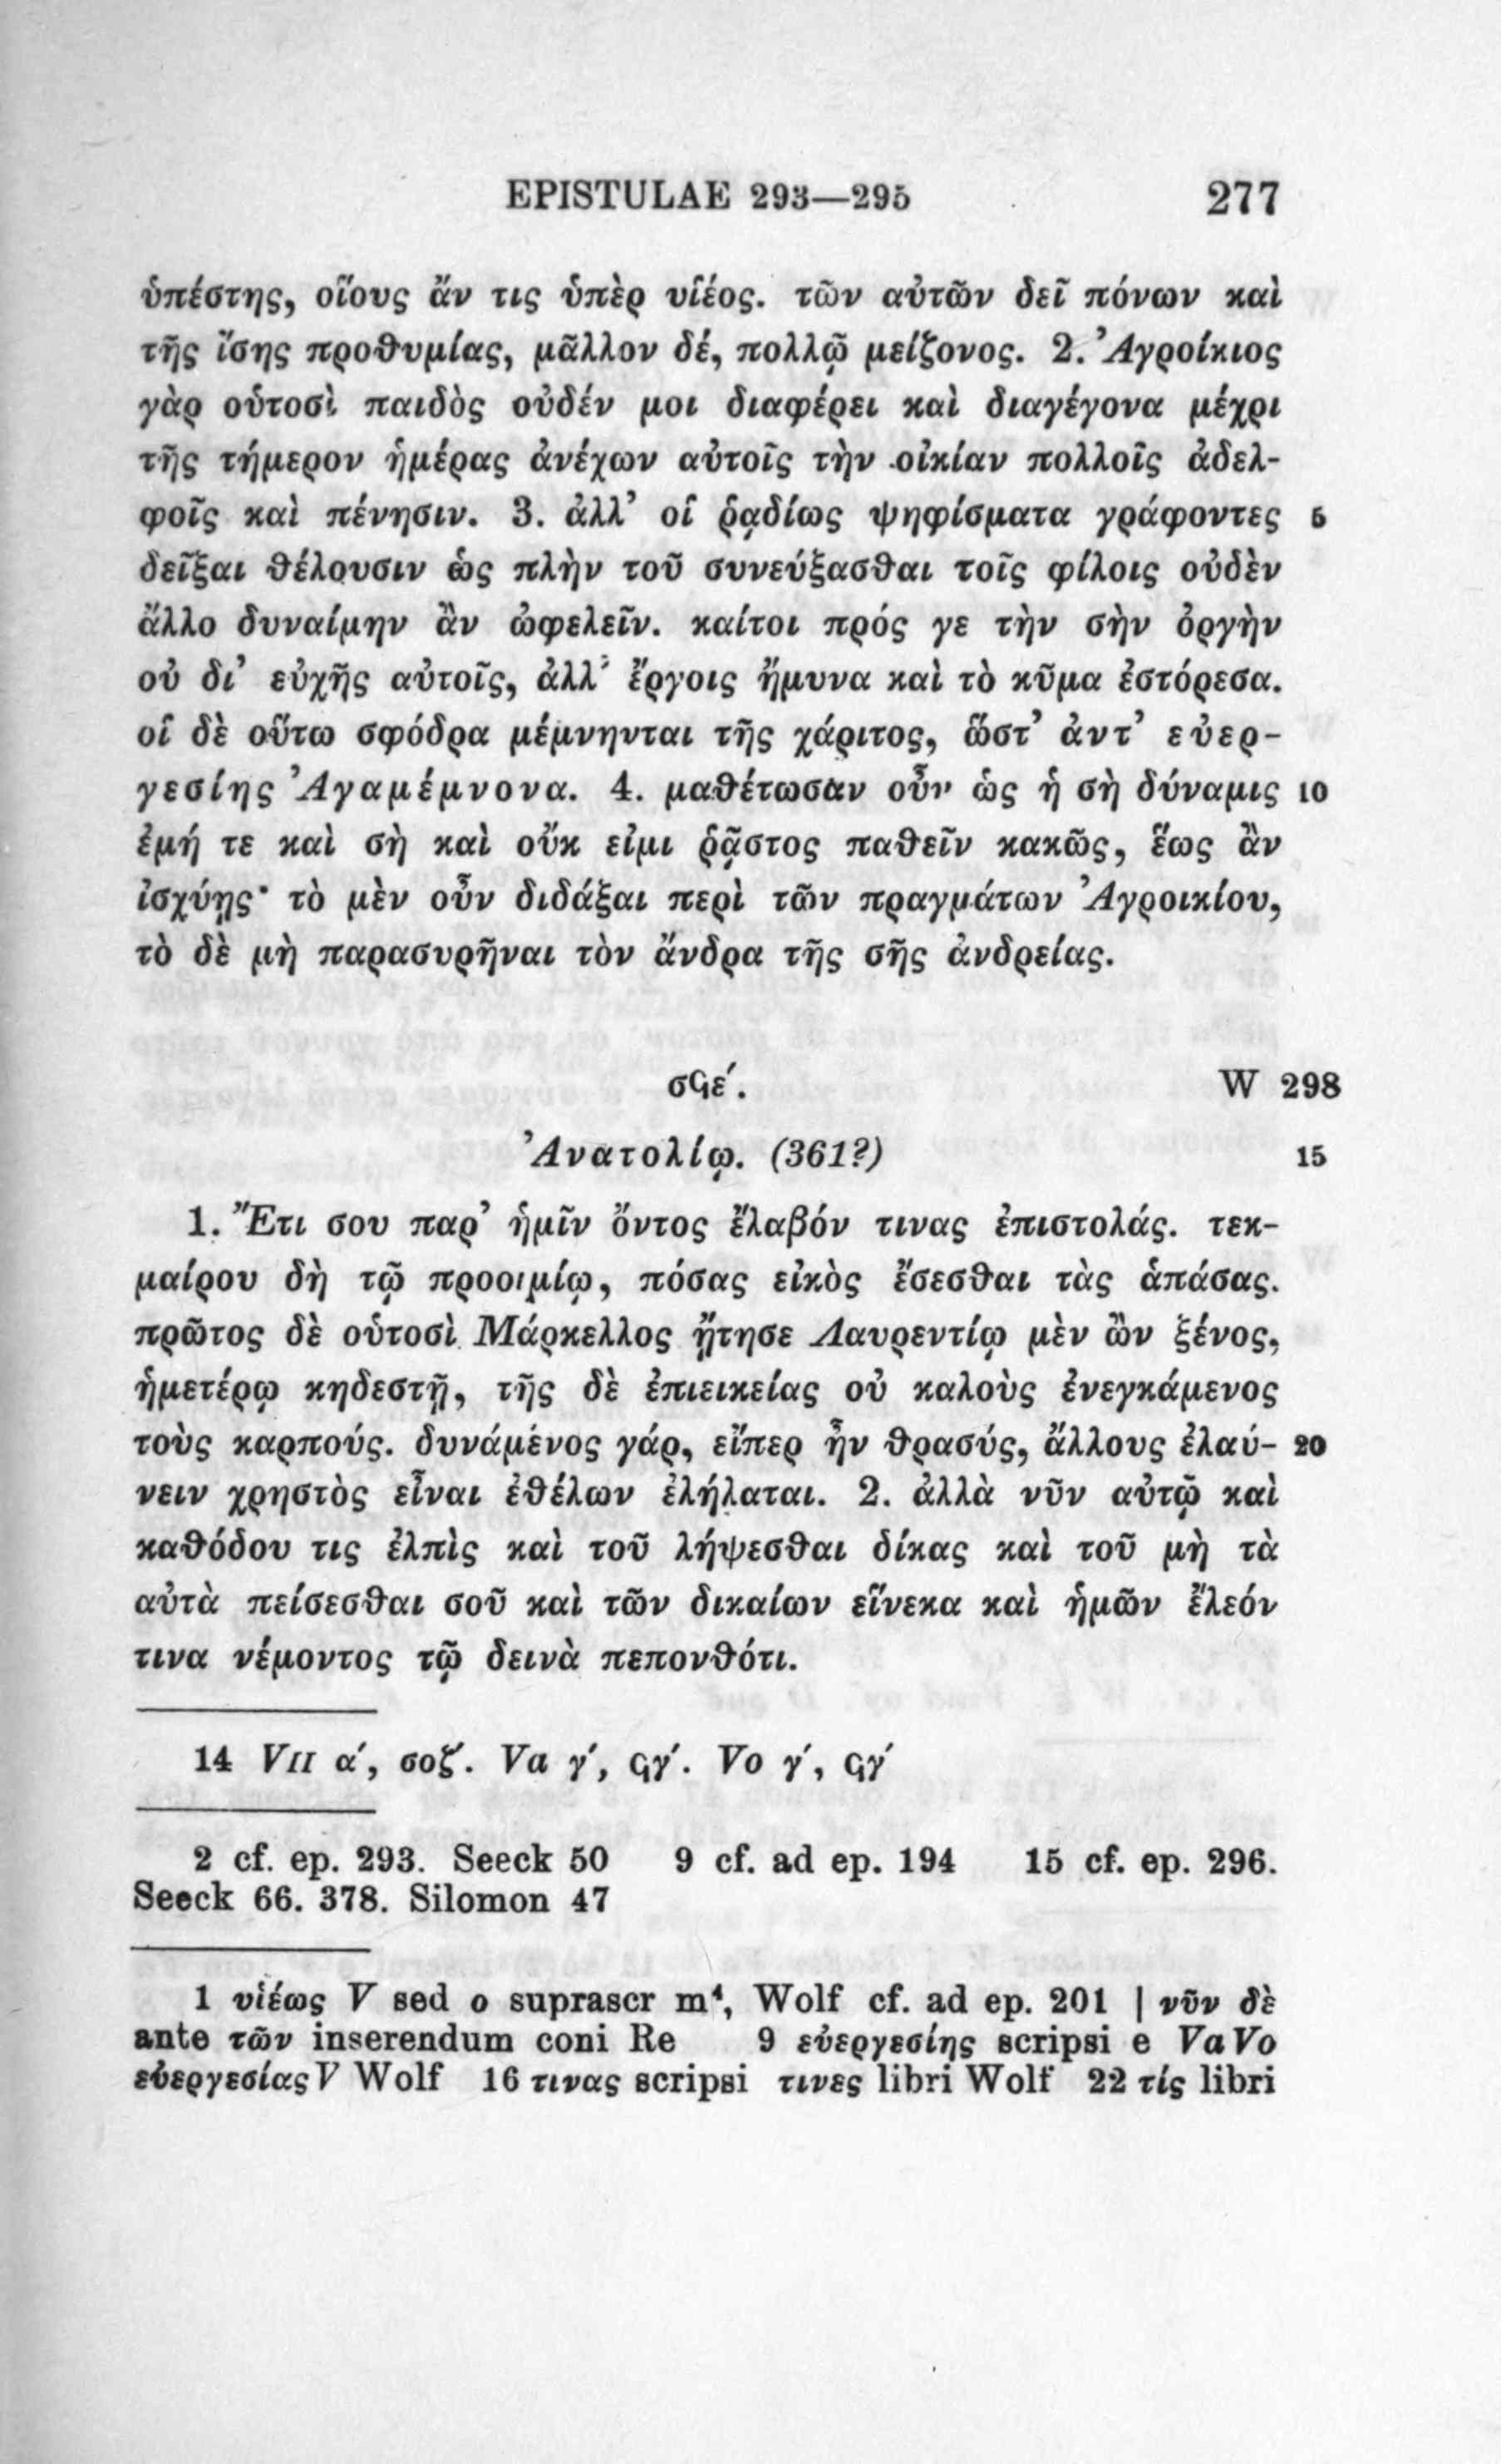 EPISTULAE 293—295 277
ὑπέστης, οἵους ἄν τις ὑπὲρ υἱέος. τῶν αὐτῶν δεῖ πόνων καὶ
τῆς ἴσης προθυμίας, μᾶλλον δέ, πολλῷ μείζονος. 2. Ἀγροίκιος
γὰρ οὑτοσὶ παιδὸς οὐδέν μοι διαφέρει καὶ διαγέγονα μέχρι
τῆς τήμερον ἡμέρας ἀνέχων αὐτοῖς τὴν οἰκίαν πολλοῖς ἀδελ-
φοῖς καὶ πένησιν. 3. ἀλλ’ οἱ ῥᾳδίως ψηφίσματα γράφοντες 5
δεῖξαι θέλουσιν ὡς πλὴν τοῦ συνεύξασθαι τοῖς φίλοις οὐδὲν
ἄλλο δυναίμην ἂν ὠφελεῖν. καίτοι πρός γε τὴν σὴν ὀργὴν
οὐ δι’ εὐχῆς αὐτοῖς, ἀλλ’ ἔργοις ἤμυνα καὶ τὸ κῦμα ἐστόρεσα.
οἱ δὲ οὕτω σφόδρα μέμνηνται τῆς χάριτος, ὥστ’ ἀντ’ εὐερ-
γεσίης Ἀγαμέμνονα. 4. μαθέτωσαν οὖν ὡς ἡ σὴ δύναμις 10
ἐμή τε καὶ σὴ καὶ οὔκ εἰμι ῥᾷστος παθεῖν κακῶς, ἕως ἂν
ἰσχύῃς· τὸ μὲν οὖν διδάξαι περὶ τῶν πραγμάτων Ἀγροικίου,
τὸ δὲ μὴ παρασυρῆναι τὸν ἄνδρα τῆς σῆς ἀνδρείας.
σϟε΄. W 298
Ἀνατολίῳ. (361?) 15
1. Ἔτι σου παρ’ ἡμῖν ὄντος ἔλαβόν τινας ἐπιστολάς. τεκ-
μαίρου δὴ τῷ προοιμίῳ, πόσας εἰκὸς ἔσεσθαι τὰς ἁπάσας.
πρῶτος δὲ οὑτοσὶ Μάρκελλος ᾔτησε Λαυρεντίῳ μὲν ὢν ξένος,
ἡμετέρῳ κηδεστῇ, τῆς δὲ ἐπιεικείας οὐ καλοὺς ἐνεγκάμενος
τοὺς καρπούς. δυνάμενος γάρ, εἴπερ ἦν θρασύς, ἄλλους ἐλαύ- 20
νειν χρηστὸς εἶναι ἐθέλων ἐλήλαται. 2. ἀλλὰ νῦν αὐτῷ καὶ
καθόδου τις ἐλπὶς καὶ τοῦ λήψεσθαι δίκας καὶ τοῦ μὴ τὰ
αὐτὰ πείσεσθαι σοῦ καὶ τῶν δικαίων εἵνεκα καὶ ἡμῶν ἔλεόν
τινα νέμοντος τῷ δεινὰ πεπονθότι.
14 VII α΄, σοζ΄. Va γ΄, ϟγ΄. Vo γ΄, ϟγ΄
2 cf. ep. 293. Seeck 50 9 cf. ad ep. 194 15 cf. ep. 296.
Seeck 66. 378. Silomon 47
1 υἱέως V sed ο suprascr m⁴, Wolf cf. ad ep. 201 | νῦν δὲ
ante τῶν inserendum coni Re 9 εὐεργεσίης scripsi e Va Vo
εὐεργεσίας V Wolf 16 τινας scripsi τινες libri Wolf 22 τίς libri